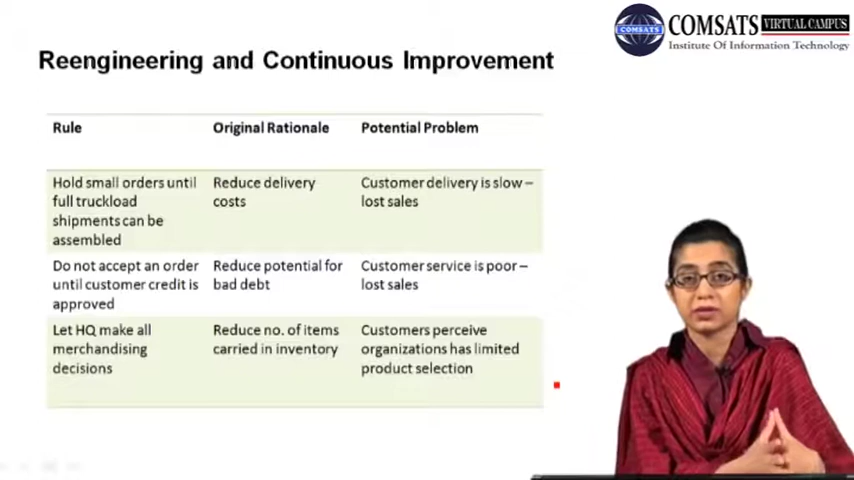 COMSATS VIRTUAL CAMPUS
Institute Of Information Technology
COMSATS
Reengineering and Continuous Improvement
Rule Original Rationale Potential Problem
Hold small orders until
full truckload
shipments can be
assembled
Reduce delivery
costs
Customer delivery is slow –
lost sales
Do not accept an order
until customer credit is
approved
Reduce potential for
bad debt
Customer service is poor –
lost sales
Let HQ make all
merchandising
decisions
Reduce no. of items
carried in inventory
Customers perceive
organizations has limited
product selection